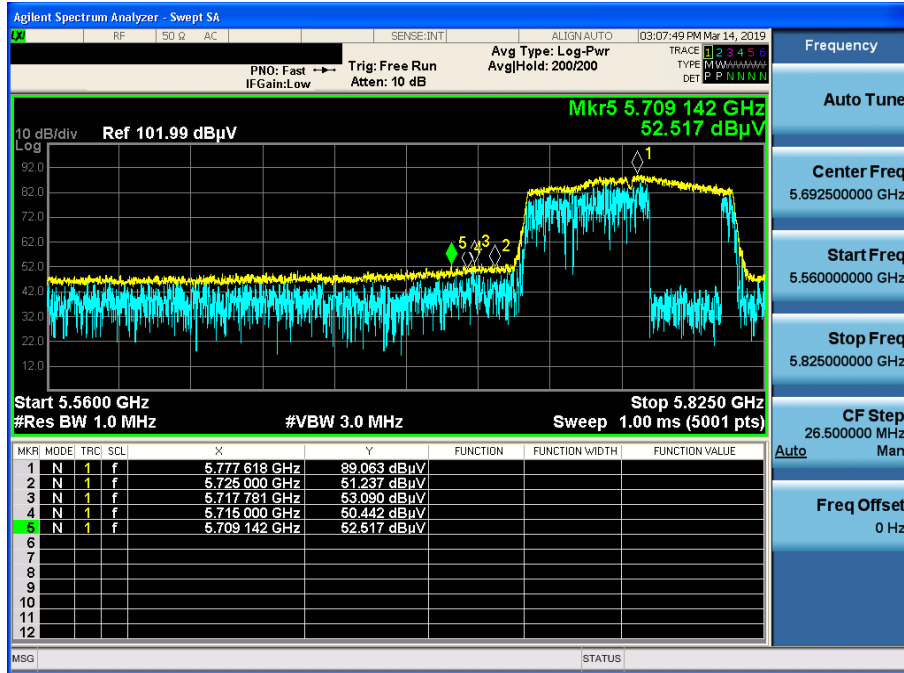 Agilent Spectrum Analyzer - Swept SA
LXI RF 50 Ω AC SENSE:INT ALIGN AUTO 03:07:49 PM Mar 14, 2019
PNO: Fast
IFGain:Low
Trig: Free Run
Atten: 10 dB
Avg Type: Log-Pwr
Avg|Hold: 200/200
TRACE 1 2 3 4 5 6
TYPE M
DET P P N N N N
Frequency
Mkr5 5.709 142 GHz
52.517 dBµV
10 dB/div Ref 101.99 dBµV
Log
92.0
82.0
72.0
62.0
52.0
42.0
32.0
22.0
12.0
1
5 4 3 2
Start 5.5600 GHz Stop 5.8250 GHz
#Res BW 1.0 MHz #VBW 3.0 MHz Sweep 1.00 ms (5001 pts)
MKR MODE TRC SCL X Y FUNCTION FUNCTION WIDTH FUNCTION VALUE
1 N 1 f 5.777 618 GHz 89.063 dBµV
2 N 1 f 5.725 000 GHz 51.237 dBµV
3 N 1 f 5.717 781 GHz 53.090 dBµV
4 N 1 f 5.715 000 GHz 50.442 dBµV
5 N 1 f 5.709 142 GHz 52.517 dBµV
6
7
8
9
10
11
12
MSG STATUS
Auto Tune
Center Freq
5.692500000 GHz
Start Freq
5.560000000 GHz
Stop Freq
5.825000000 GHz
CF Step
26.500000 MHz
Auto Man
Freq Offset
0 Hz